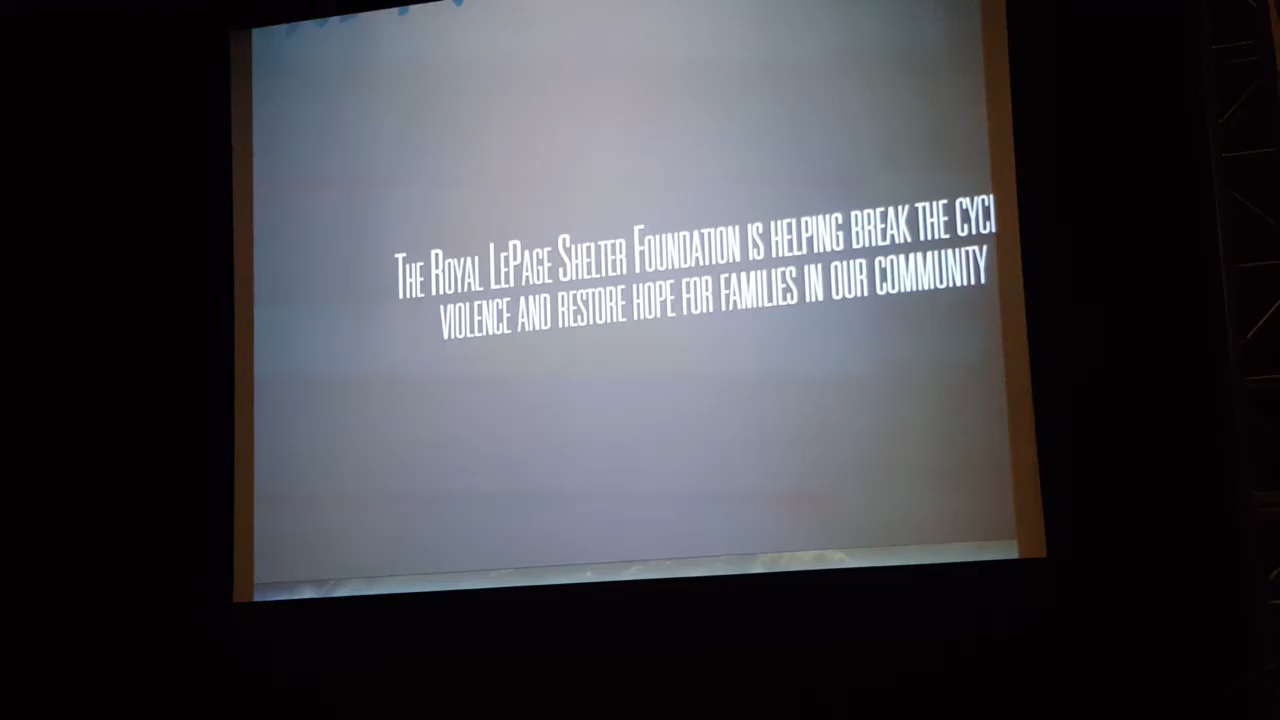 The Royal LePage Shelter Foundation is helping break the
violence and restore hope for families in our community